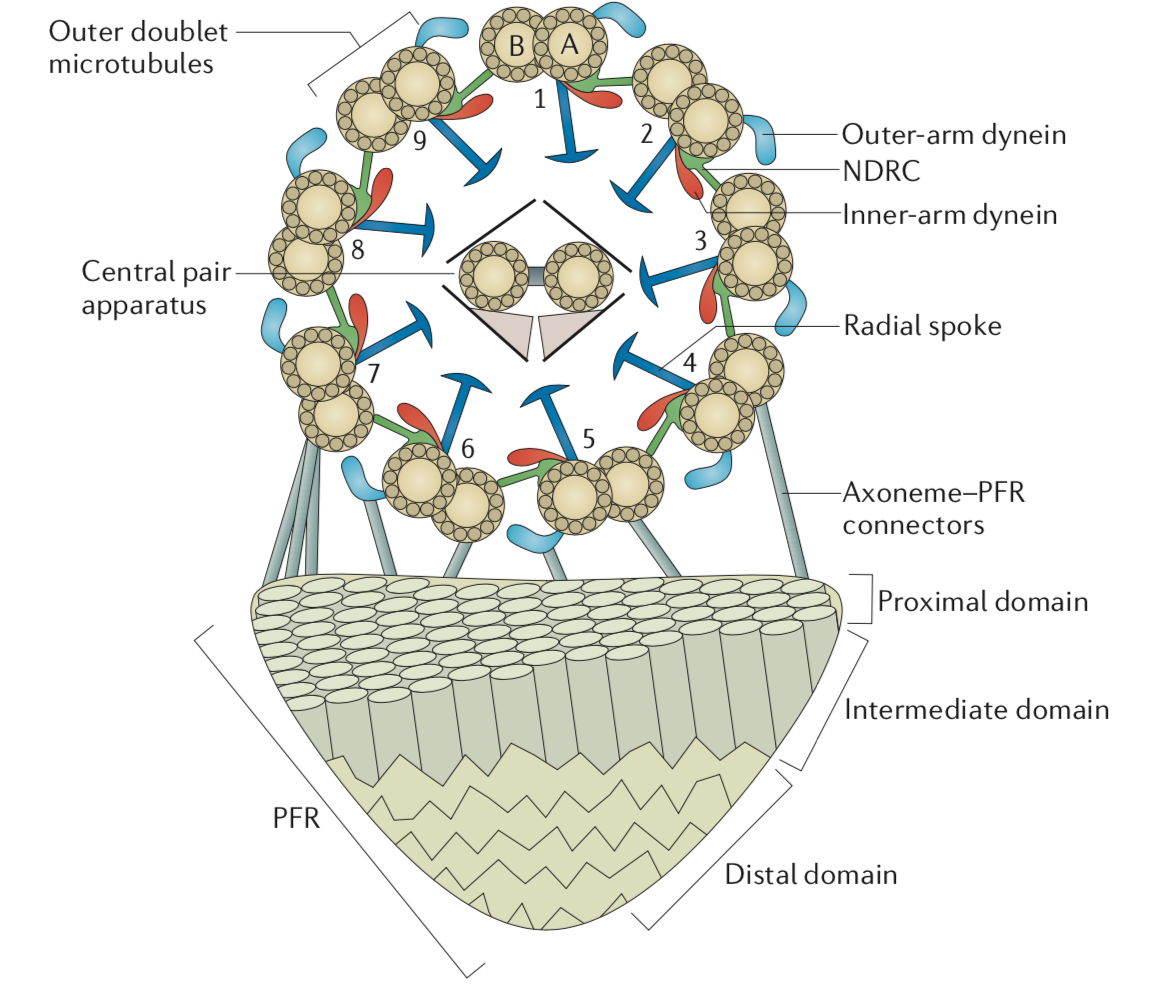 Outer doublet
microtubules
B
A
1
2
9
Outer-arm dynein
NDRC
Inner-arm dynein
3
8
Central pair
apparatus
Radial spoke
4
7
5
6
Axoneme–PFR
connectors
Proximal domain
Intermediate domain
PFR
Distal domain